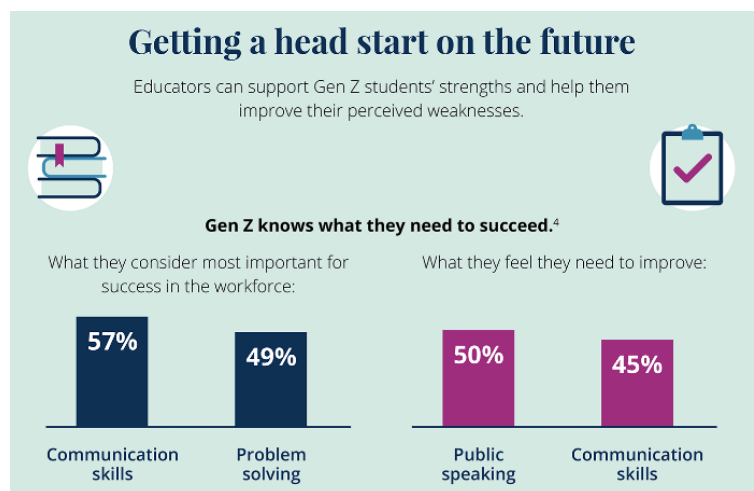 Getting a head start on the future
Educators can support Gen Z students’ strengths and help them
improve their perceived weaknesses.
Gen Z knows what they need to succeed.⁴
What they consider most important for
success in the workforce:
57%
49%
Communication
skills
Problem
solving
What they feel they need to improve:
50%
45%
Public
speaking
Communication
skills